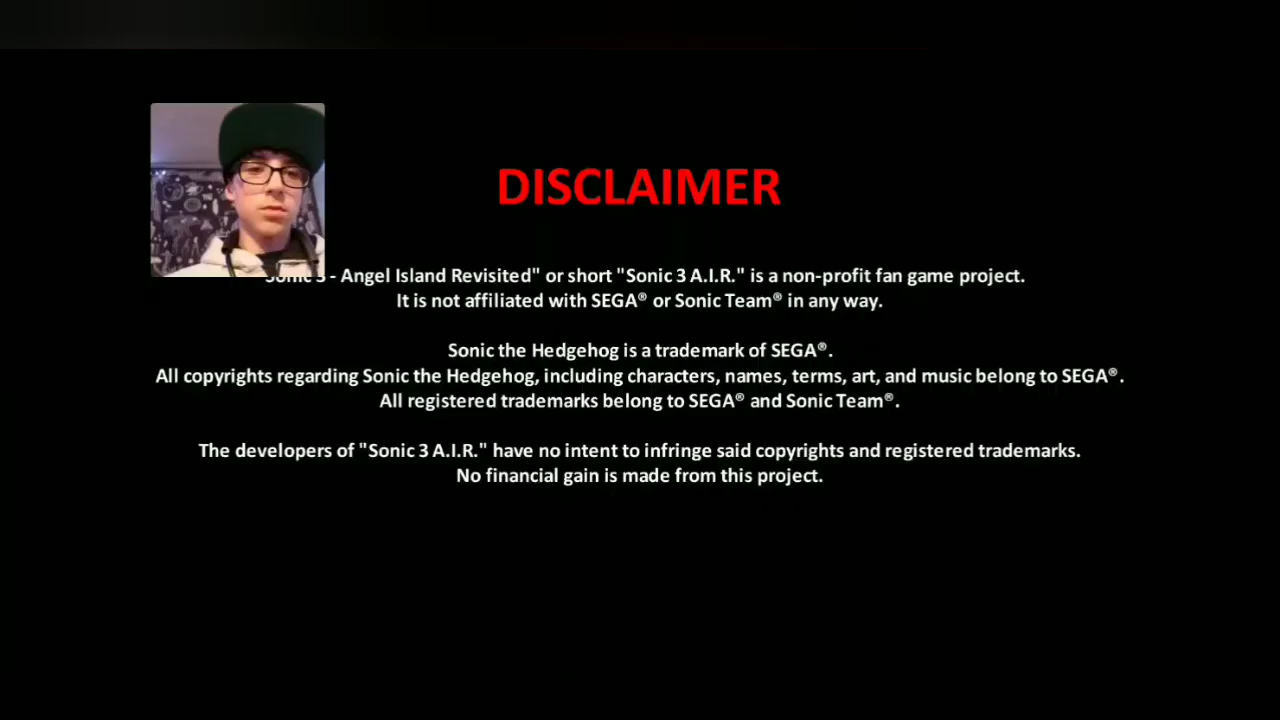 DISCLAIMER
- Angel Island Revisited" or short "Sonic 3 A.I.R." is a non-profit fan game project.
It is not affiliated with SEGA® or Sonic Team® in any way.
Sonic the Hedgehog is a trademark of SEGA®.
All copyrights regarding Sonic the Hedgehog, including characters, names, terms, art, and music belong to SEGA®.
All registered trademarks belong to SEGA® and Sonic Team®.
The developers of "Sonic 3 A.I.R." have no intent to infringe said copyrights and registered trademarks.
No financial gain is made from this project.